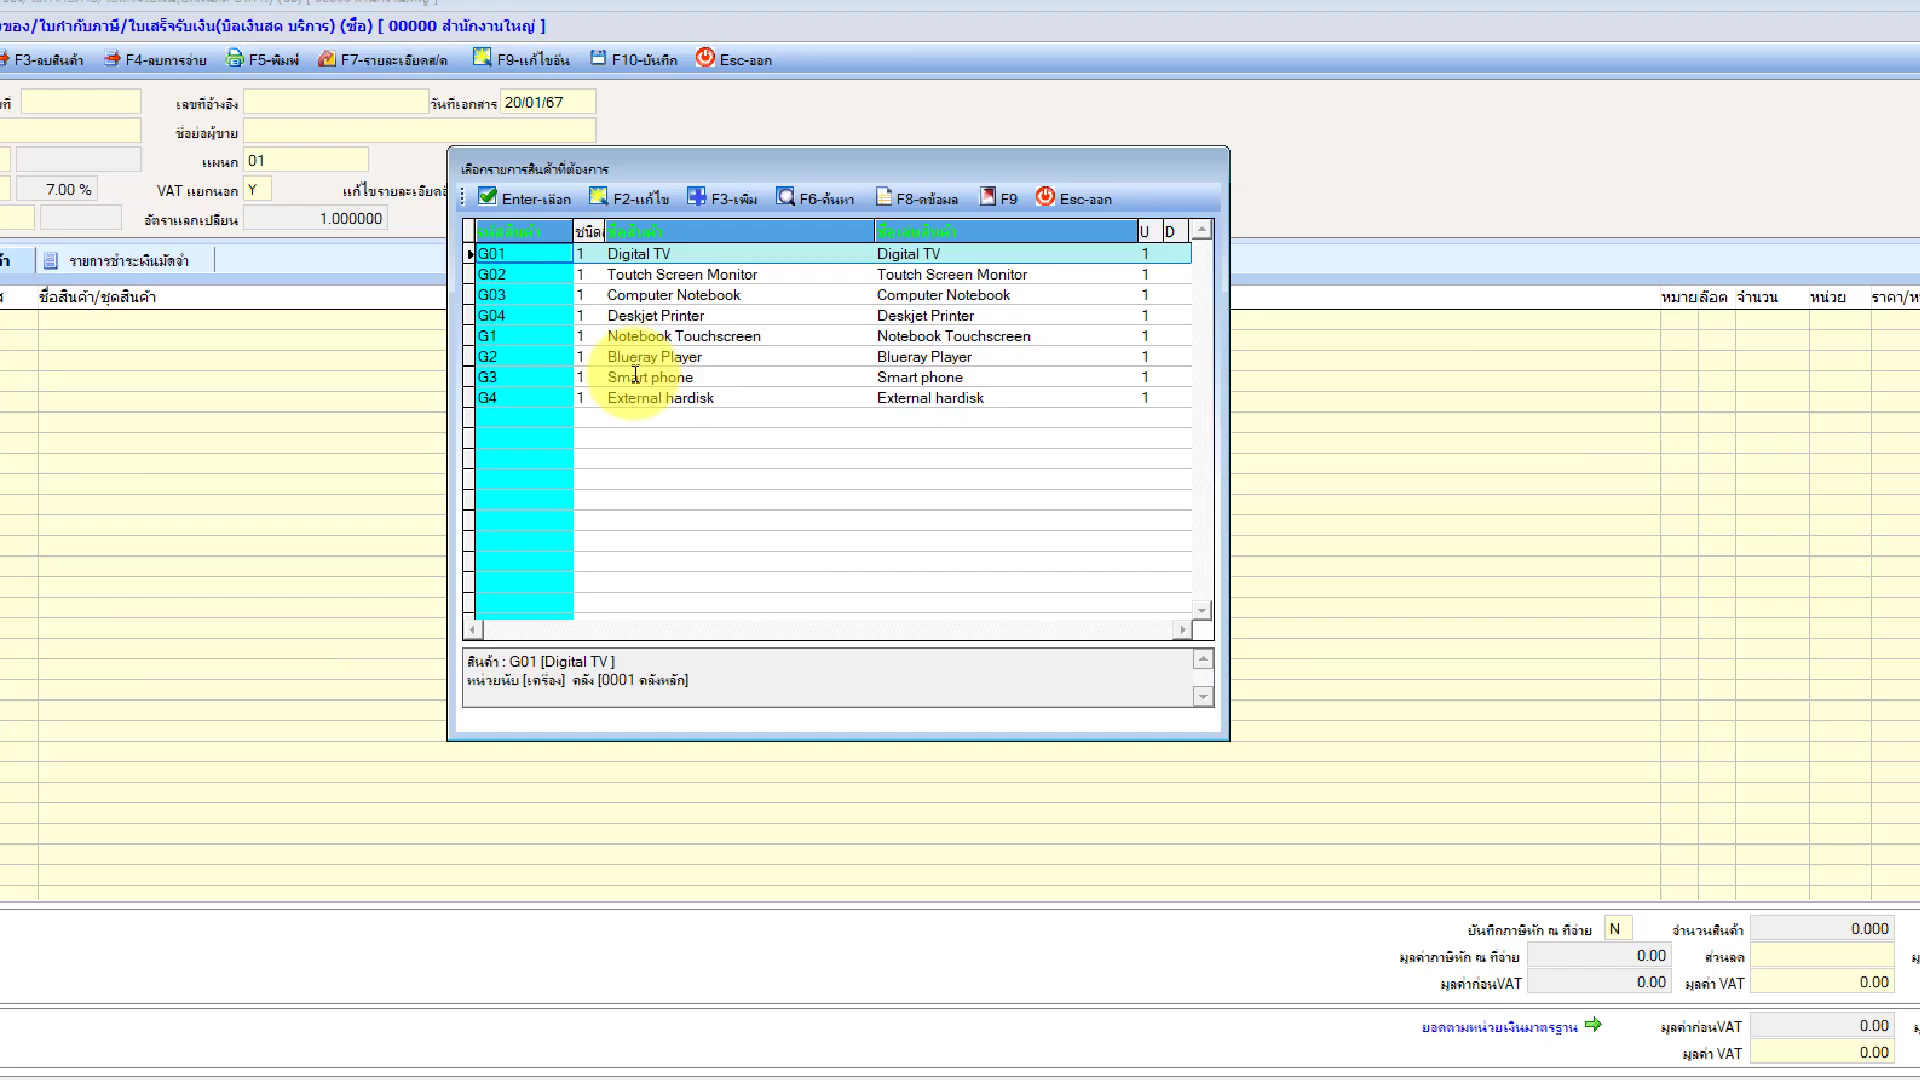 ของ/ใบกำกับภาษี/ใบเสร็จรับเงิน(บิลเงินสด บริการ) (ซื้อ) [ 00000 สำนักงานใหญ่ ]
F3-ลบสินค้า F4-ลบการจ่าย F5-พิมพ์ F7-รายละเอียดส/ด F9-แก้ไขอื่น F10-บันทึก Esc-ออก
ที่ เลขที่อ้างอิง วันที่เอกสาร 20/01/67
ชื่อย่อผู้ขาย
แผนก 01
7.00 % VAT แยกนอก Y แก้ไขรายละเอียด
อัตราแลกเปลี่ยน 1.000000
รายการชำระเงินมัดจำ
ชื่อสินค้า/ชุดสินค้า หมายล็อต จำนวน หน่วย ราคา/ห
เลือกรายการสินค้าที่ต้องการ
Enter-เลือก F2-แก้ไข F3-เพิ่ม F6-ค้นหา F8-ดูข้อมูล F9 Esc-ออก
รหัสสินค้า ชนิด ชื่อสินค้า U D
G01 1 Digital TV Digital TV 1
G02 1 Toutch Screen Monitor Toutch Screen Monitor 1
G03 1 Computer Notebook Computer Notebook 1
G04 1 Deskjet Printer Deskjet Printer 1
G1 1 Notebook Touchscreen Notebook Touchscreen 1
G2 1 Blueray Player Blueray Player 1
G3 1 Smart phone Smart phone 1
G4 1 External hardisk External hardisk 1
สินค้า : G01 [Digital TV ]
หน่วยนับ [เครื่อง] คลัง [0001 คลังหลัก]
บันทึกภาษีหัก ณ ที่จ่าย N จำนวนสินค้า 0.000
มูลค่าภาษีหัก ณ ที่จ่าย 0.00 ส่วนลด
มูลค่าก่อนVAT 0.00 มูลค่า VAT 0.00
ยอดตามหน่วยเงินมาตรฐาน มูลค่าก่อนVAT 0.00
มูลค่า VAT 0.00